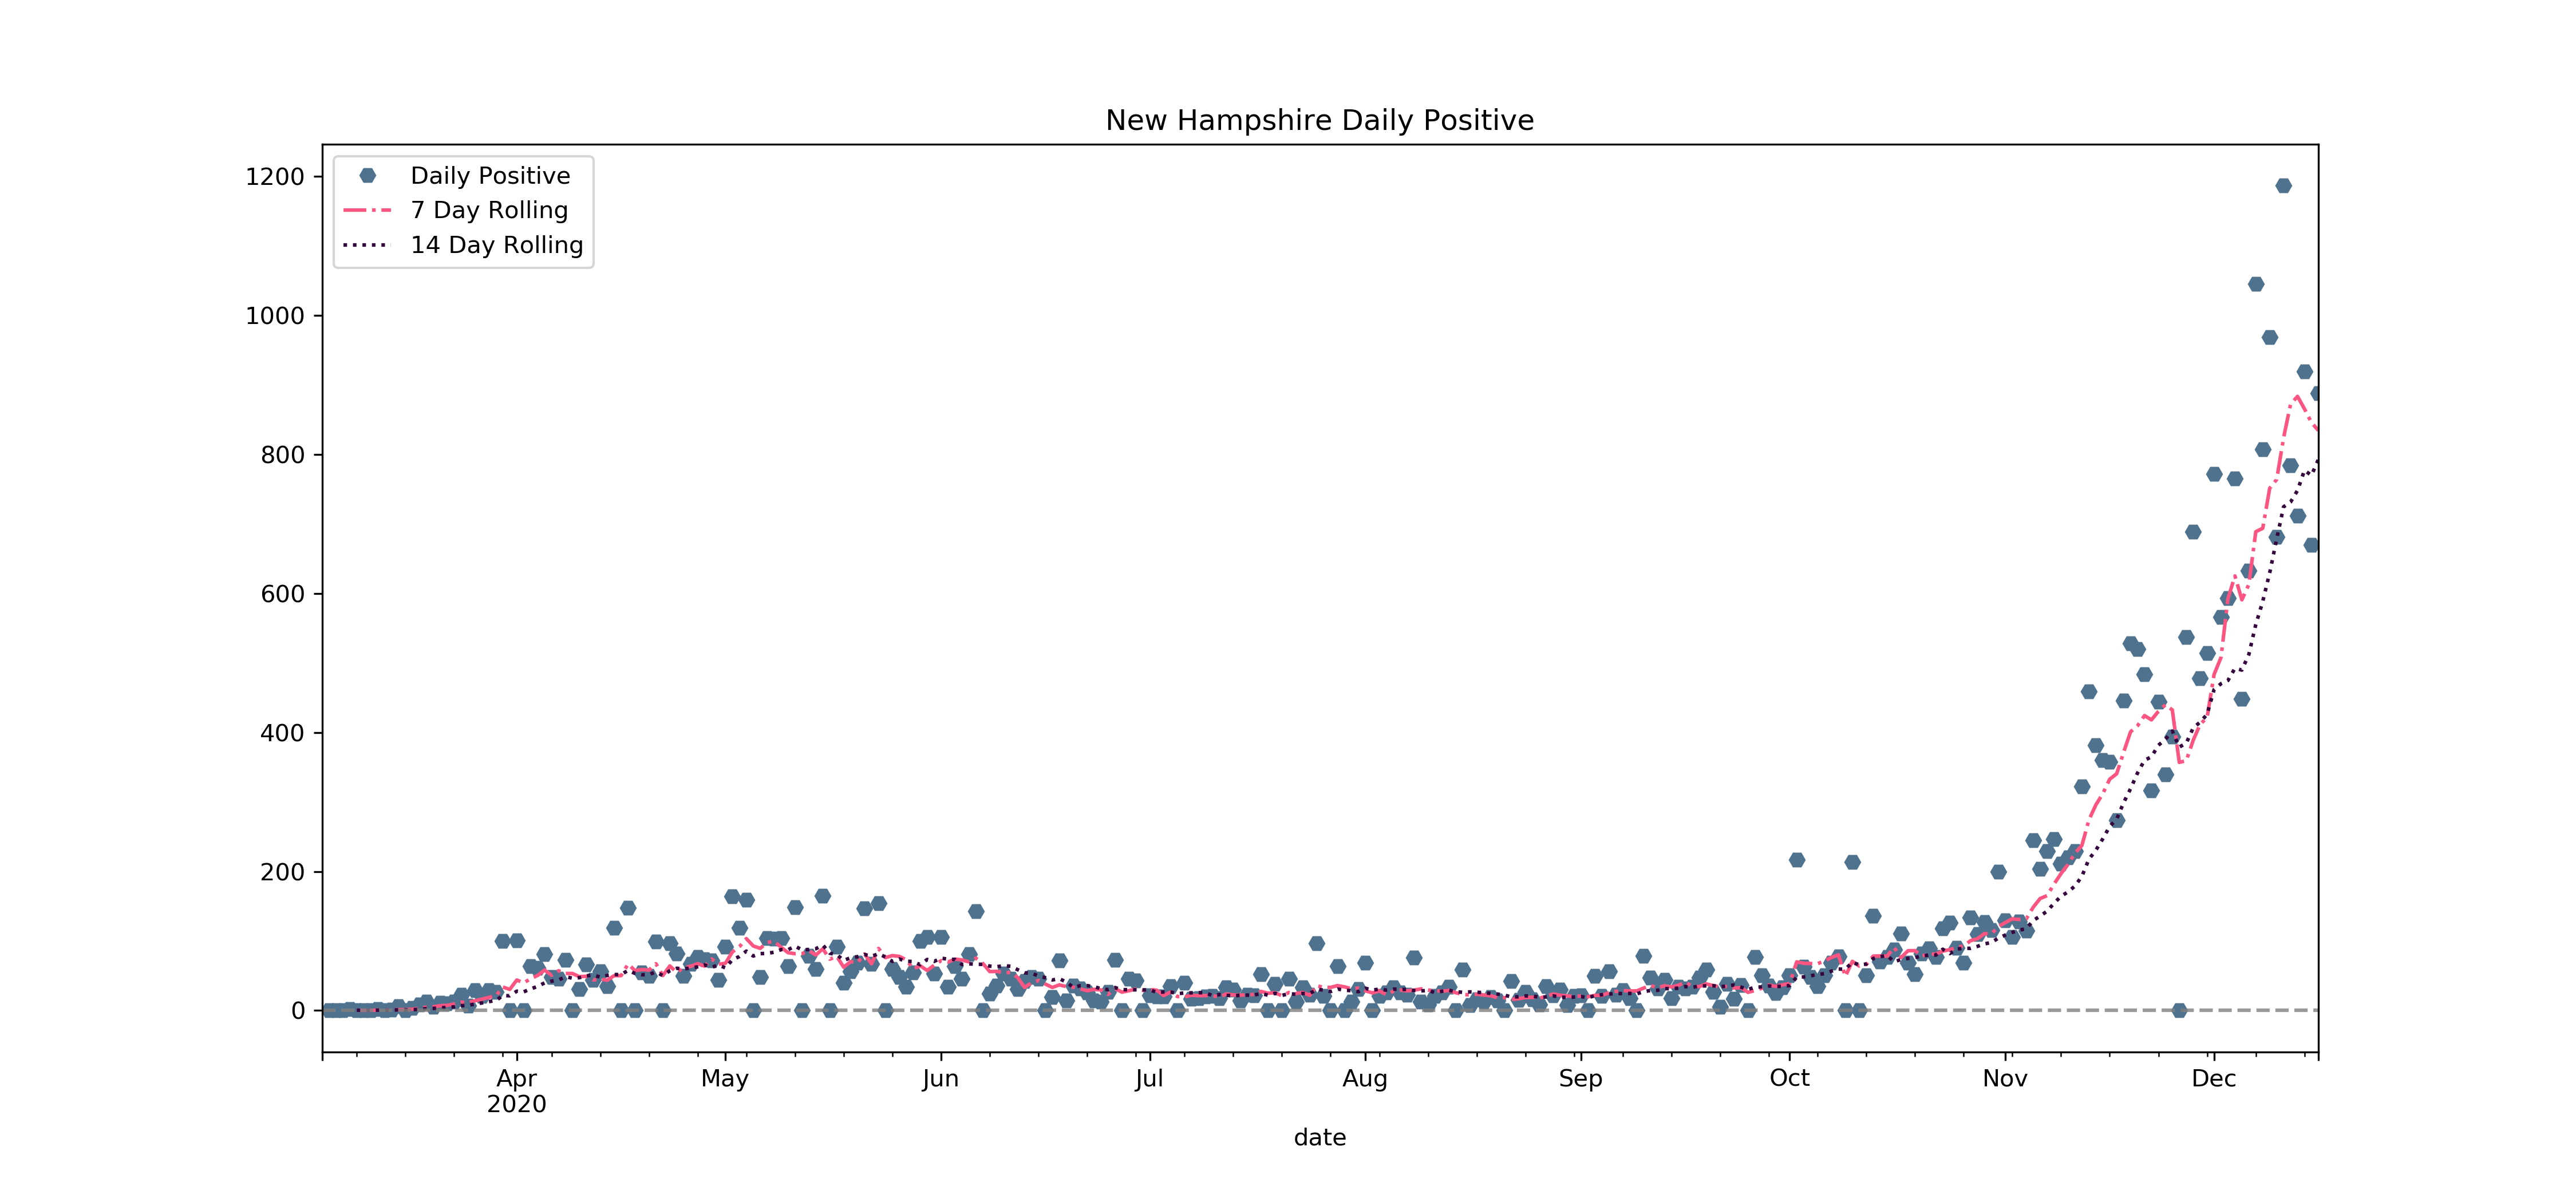 New Hampshire Daily Positive
Daily Positive
7 Day Rolling
14 Day Rolling
1200
1000
800
600
400
200
0
Apr May Jun Jul Aug Sep Oct Nov Dec
2020
date